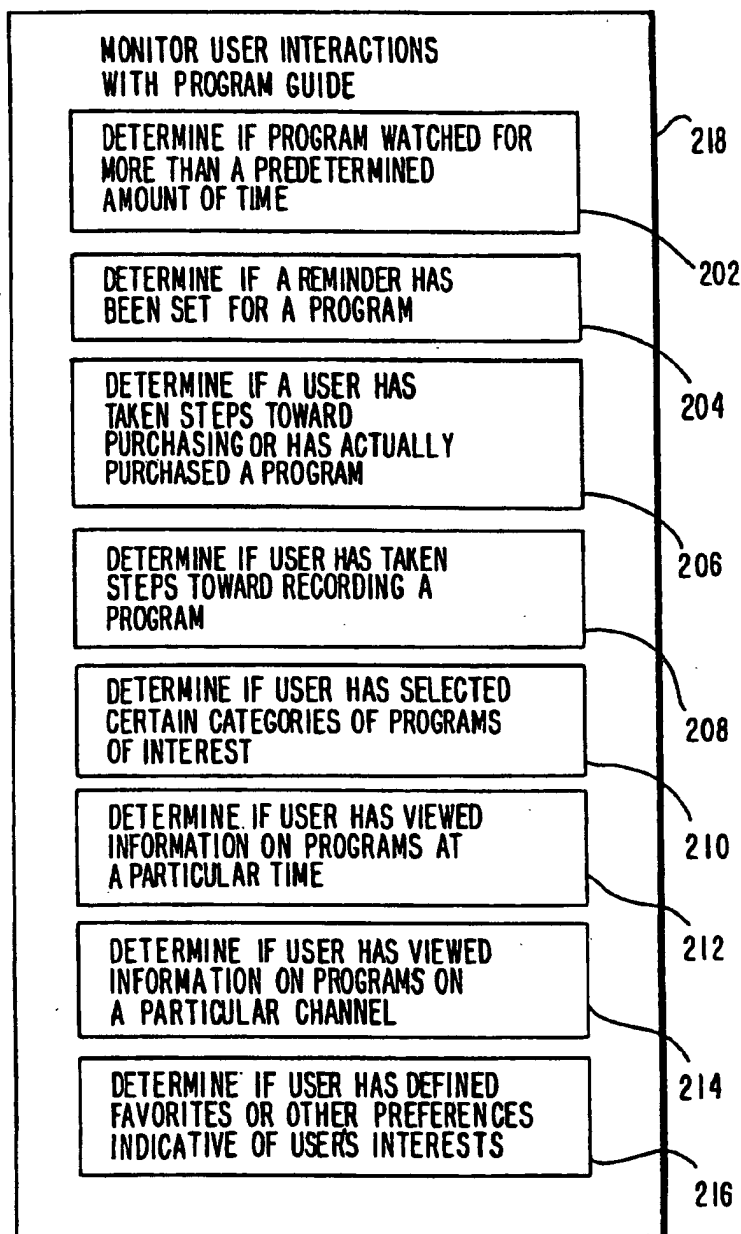 MONITOR USER INTERACTIONS
WITH PROGRAM GUIDE
218
DETERMINE IF PROGRAM WATCHED FOR
MORE THAN A PREDETERMINED
AMOUNT OF TIME
202
DETERMINE IF A REMINDER HAS
BEEN SET FOR A PROGRAM
204
DETERMINE IF A USER HAS
TAKEN STEPS TOWARD
PURCHASING OR HAS ACTUALLY
PURCHASED A PROGRAM
206
DETERMINE IF USER HAS TAKEN
STEPS TOWARD RECORDING A
PROGRAM
208
DETERMINE IF USER HAS SELECTED
CERTAIN CATEGORIES OF PROGRAMS
OF INTEREST
210
DETERMINE IF USER HAS VIEWED
INFORMATION ON PROGRAMS AT
A PARTICULAR TIME
212
DETERMINE IF USER HAS VIEWED
INFORMATION ON PROGRAMS ON
A PARTICULAR CHANNEL
214
DETERMINE IF USER HAS DEFINED
FAVORITES OR OTHER PREFERENCES
INDICATIVE OF USER'S INTERESTS
216